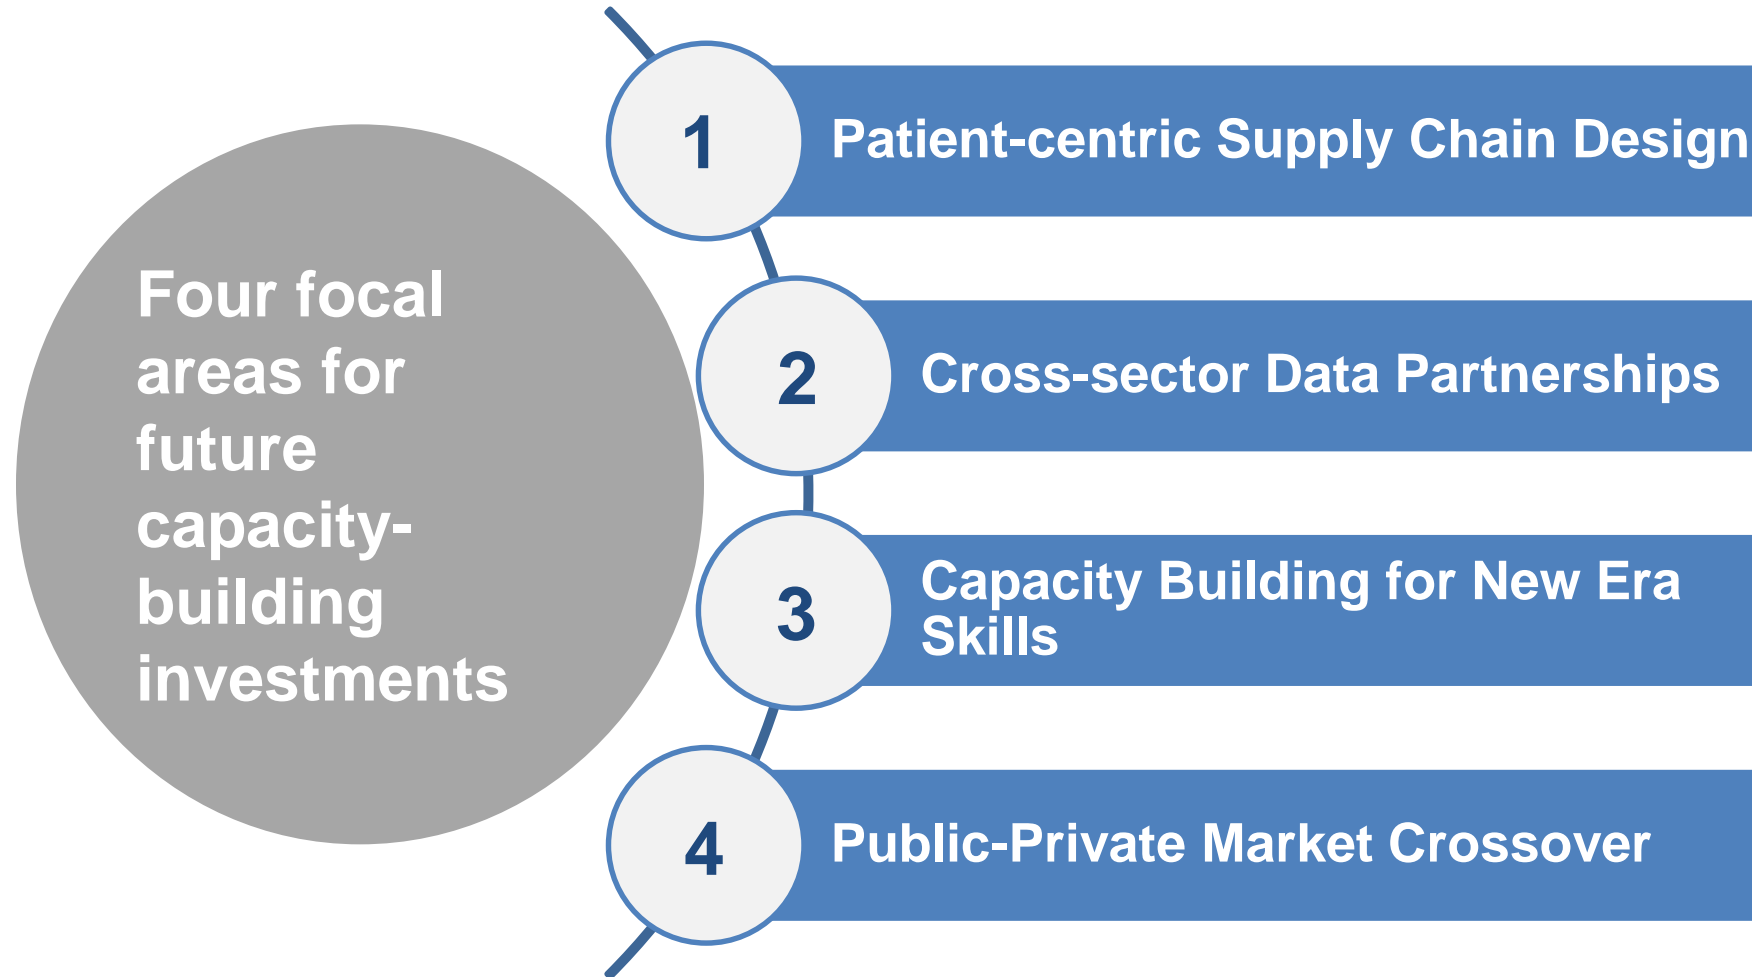 Four focal
areas for
future
capacity-
building
investments
1
Patient-centric Supply Chain Design
2
Cross-sector Data Partnerships
3
Capacity Building for New Era
Skills
4
Public-Private Market Crossover